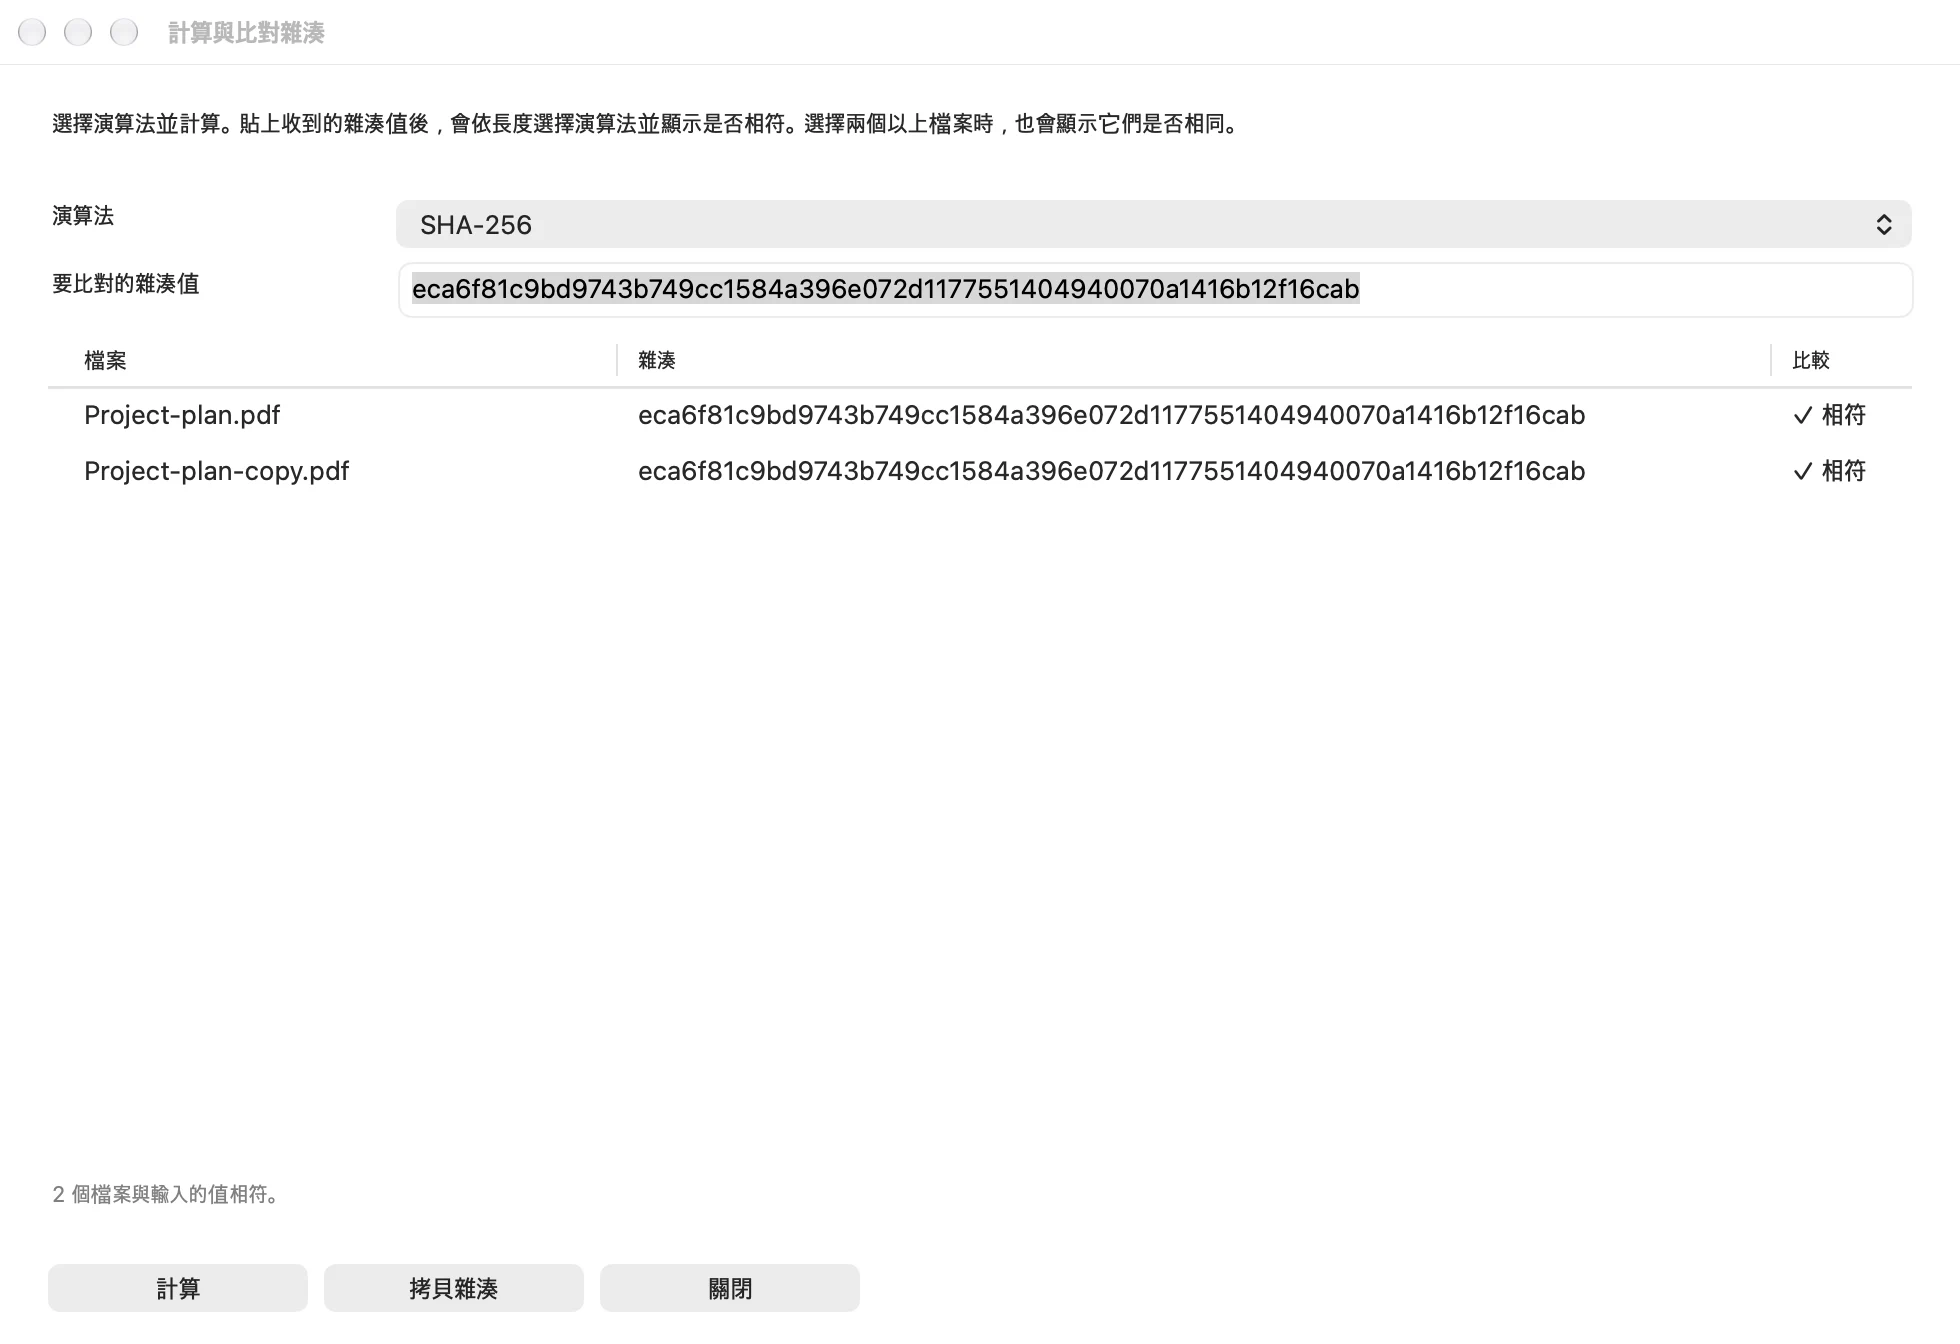 計算與比對雜湊
選擇演算法並計算。貼上收到的雜湊值後，會依長度選擇演算法並顯示是否相符。選擇兩個以上檔案時，也會顯示它們是否相同。
演算法 SHA-256
要比對的雜湊值 eca6f81c9bd9743b749cc1584a396e072d1177551404940070a1416b12f16cab
檔案 雜湊 比較
Project-plan.pdf eca6f81c9bd9743b749cc1584a396e072d1177551404940070a1416b12f16cab ✓ 相符
Project-plan-copy.pdf eca6f81c9bd9743b749cc1584a396e072d1177551404940070a1416b12f16cab ✓ 相符
2 個檔案與輸入的值相符。
計算 拷貝雜湊 關閉